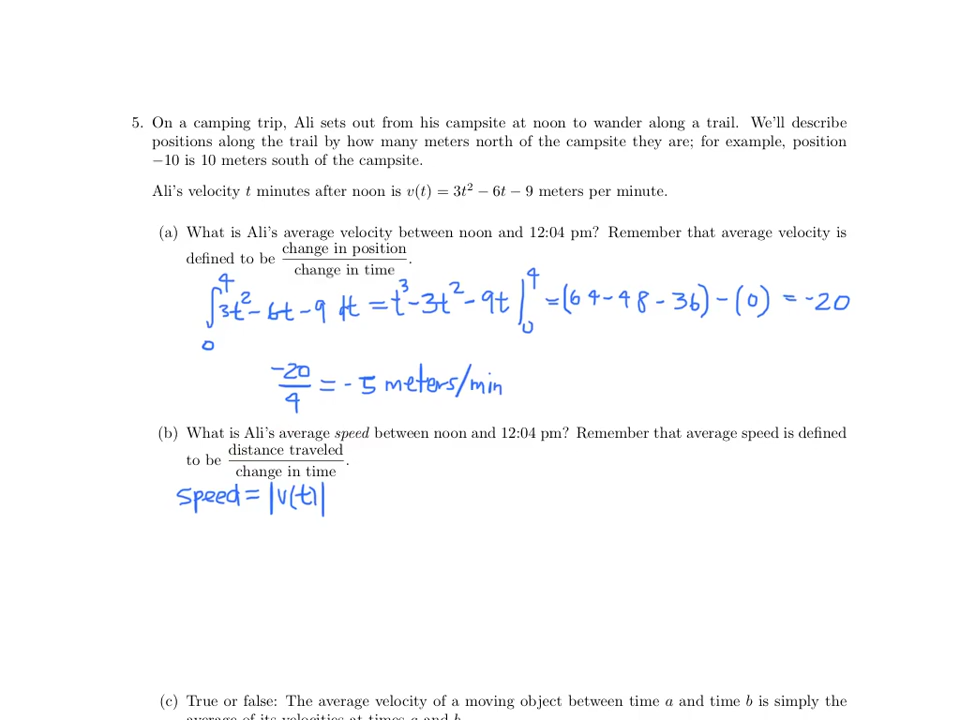 5. On a camping trip, Ali sets out from his campsite at noon to wander along a trail. We'll describe
positions along the trail by how many meters north of the campsite they are; for example, position
−10 is 10 meters south of the campsite.
Ali's velocity t minutes after noon is v(t) = 3t² − 6t − 9 meters per minute.
(a) What is Ali's average velocity between noon and 12:04 pm? Remember that average velocity is
defined to be change in position / change in time.
∫₀⁴ 3t² - 6t - 9 dt = t³ - 3t² - 9t |₀⁴ = (64 - 48 - 36) - (0) = -20
-20/4 = - 5 meters/min
(b) What is Ali's average speed between noon and 12:04 pm? Remember that average speed is defined
to be distance traveled / change in time.
speed = |v(t)|
(c) True or false: The average velocity of a moving object between time a and time b is simply the
average of its velocities at times a and b.